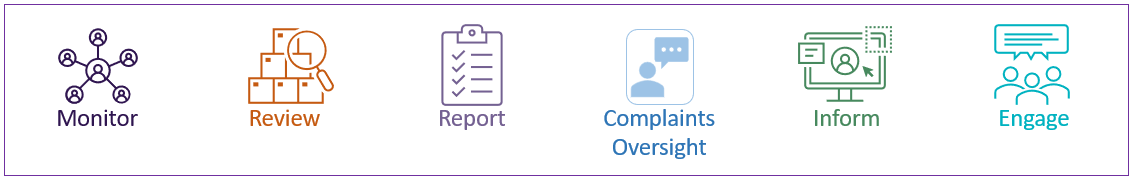 Monitor
Review
Report
Complaints
Oversight
Inform
Engage